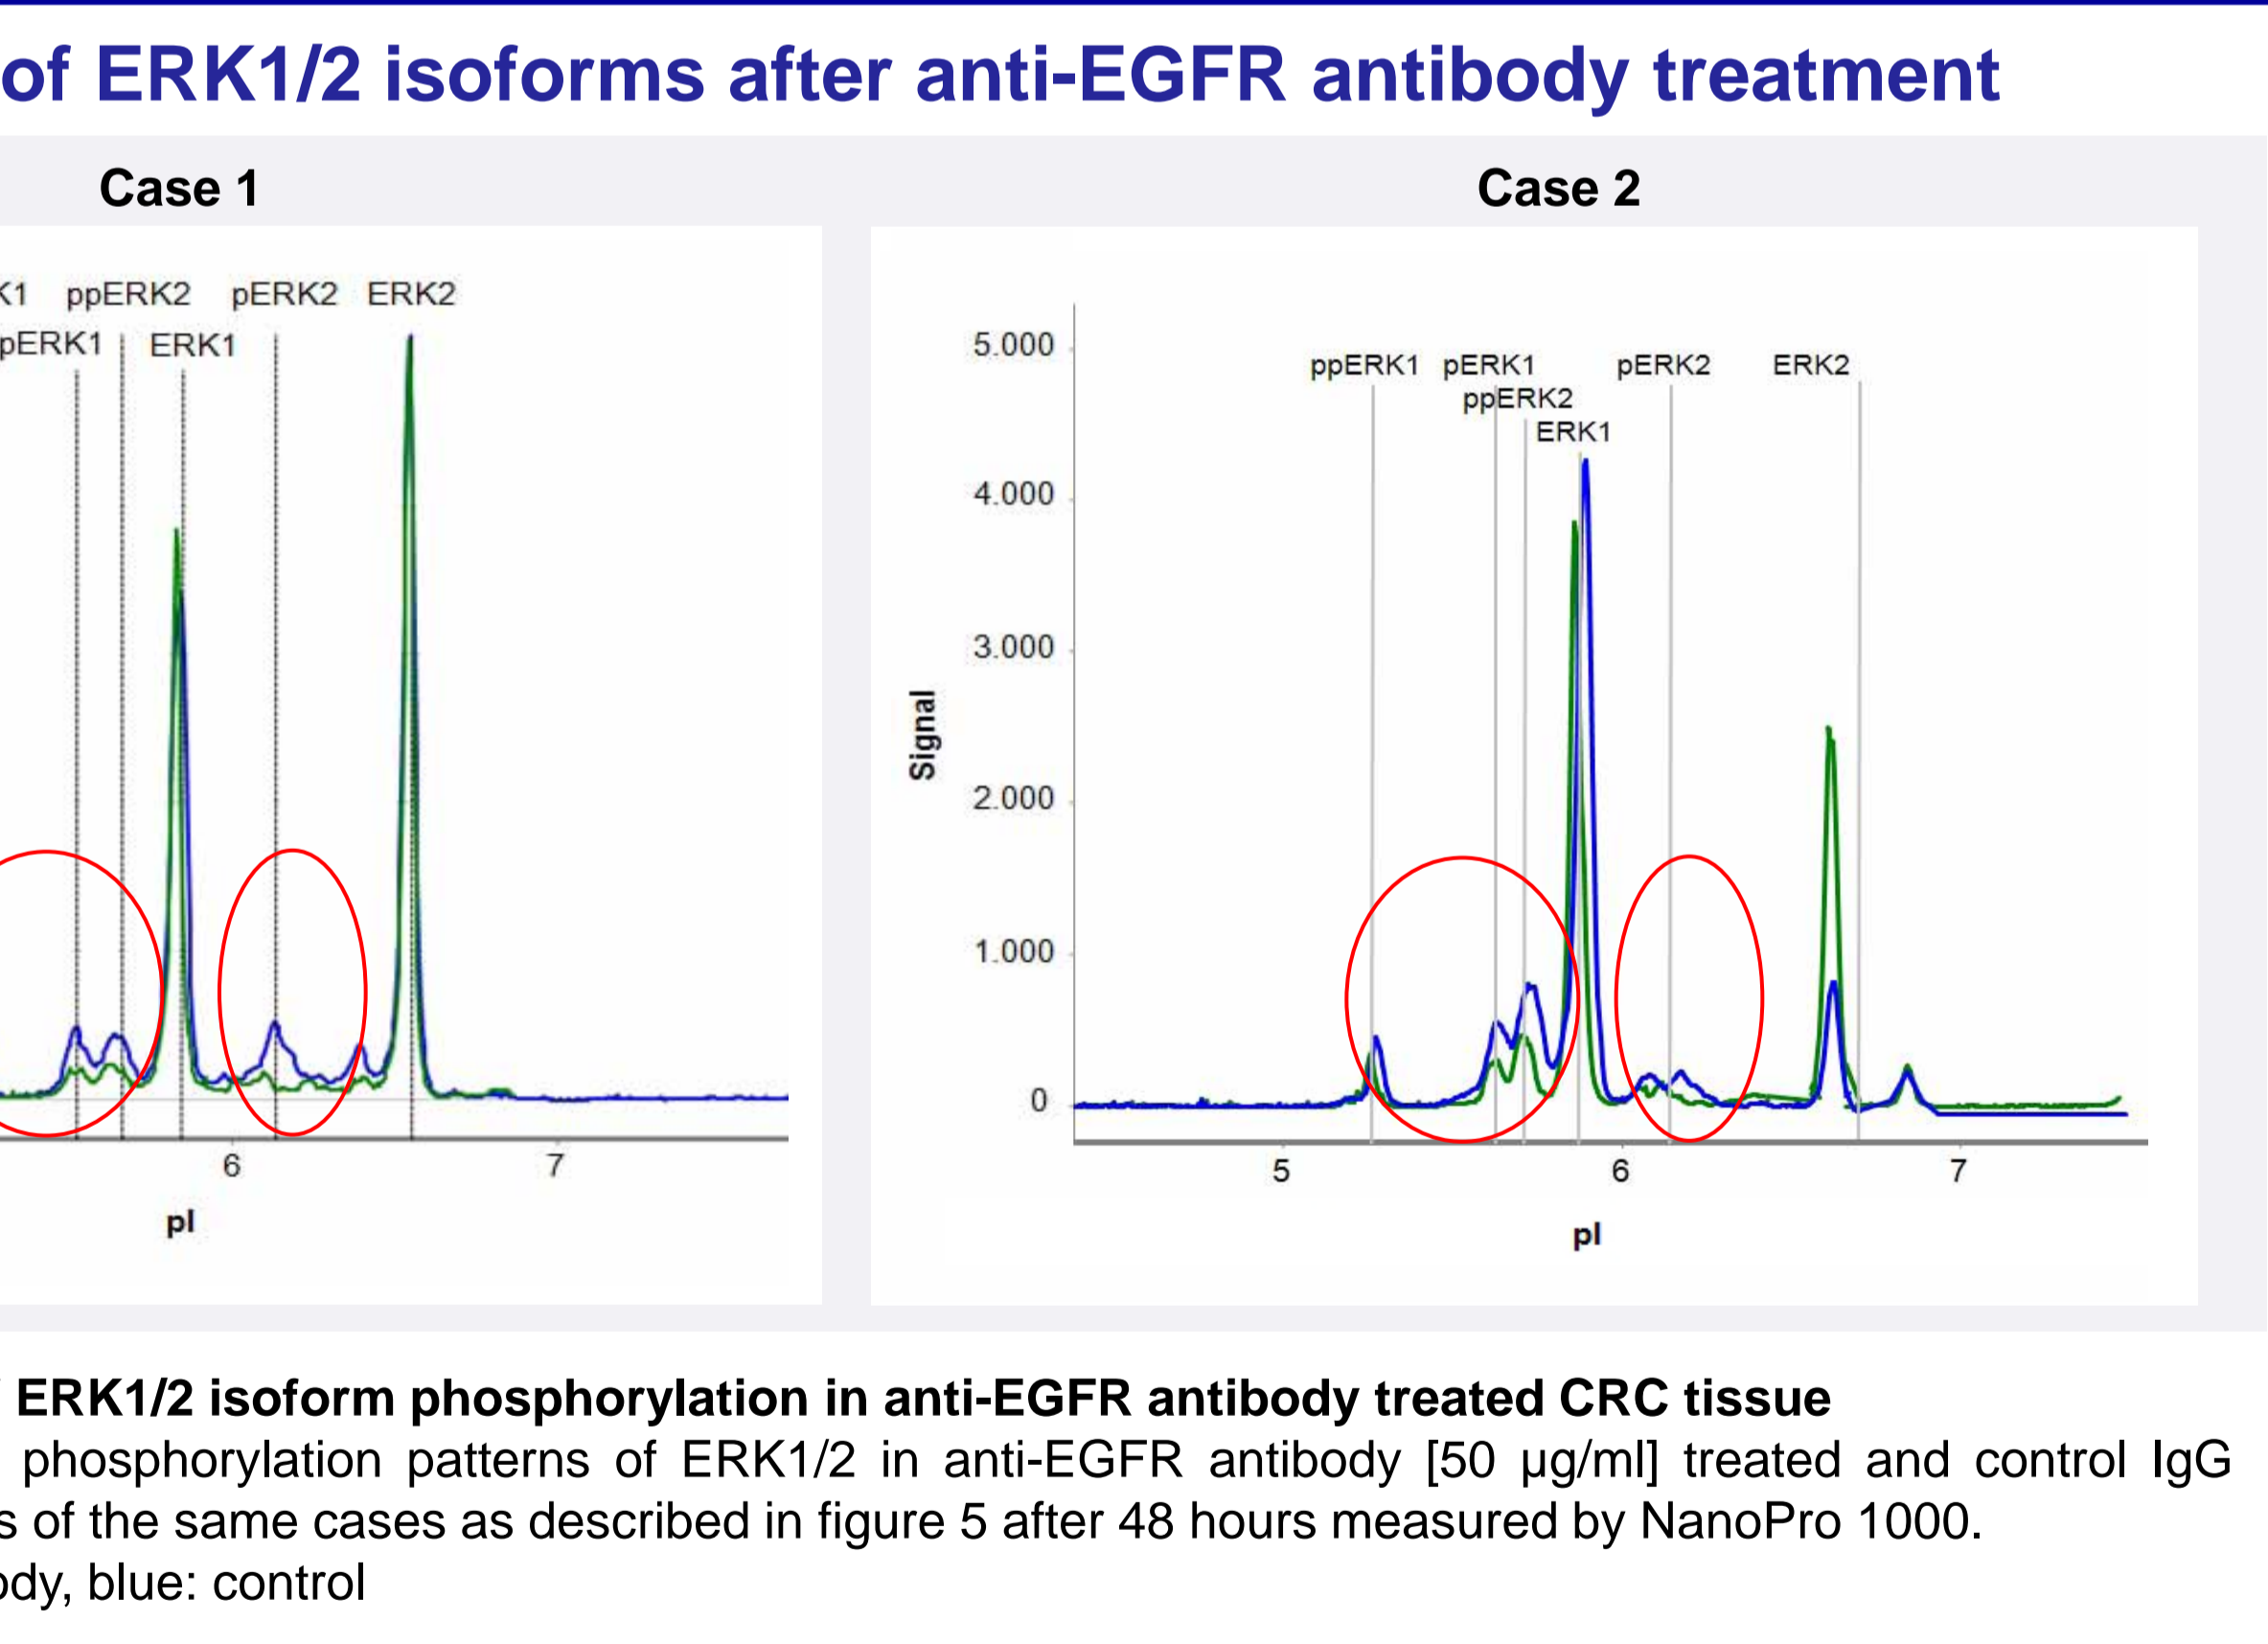 of ERK1/2 isoforms after anti-EGFR antibody treatment
Case 1
Case 2
K1 ppERK2 pERK2 ERK2
pERK1 ERK1
6 7
pI
5.000
4.000
3.000
2.000
1.000
0
Signal
ppERK1 pERK1 pERK2 ERK2
ppERK2
ERK1
5 6 7
pI
ERK1/2 isoform phosphorylation in anti-EGFR antibody treated CRC tissue
phosphorylation patterns of ERK1/2 in anti-EGFR antibody [50 µg/ml] treated and control IgG
s of the same cases as described in figure 5 after 48 hours measured by NanoPro 1000.
ody, blue: control